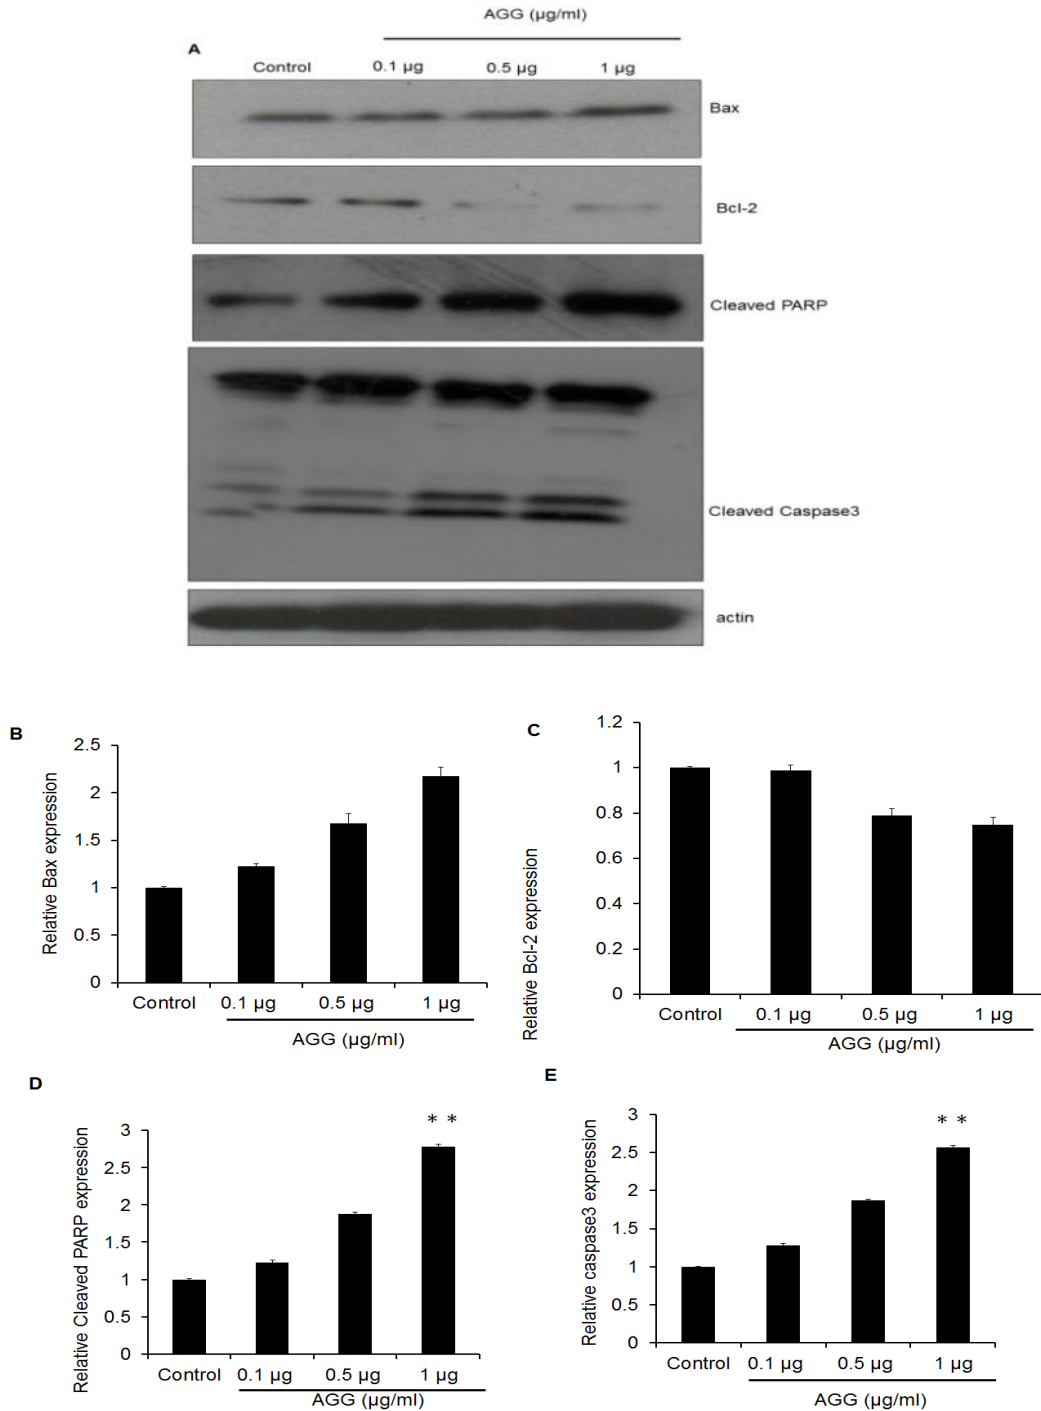 AGG (µg/ml)
A
Control 0.1 µg 0.5 µg 1 µg
Bax
Bcl-2
Cleaved PARP
Cleaved Caspase3
actin
B
Relative Bax expression
2.5
2
1.5
1
0.5
0
Control 0.1 µg 0.5 µg 1 µg
AGG (µg/ml)
C
Relative Bcl-2 expression
1.2
1
0.8
0.6
0.4
0.2
0
Control 0.1 µg 0.5 µg 1 µg
AGG (µg/ml)
D
Relative Cleaved PARP expression
* *
3
2.5
2
1.5
1
0.5
0
Control 0.1 µg 0.5 µg 1 µg
AGG (µg/ml)
E
Relative caspase3 expression
* *
3
2.5
2
1.5
1
0.5
0
Control 0.1 µg 0.5 µg 1 µg
AGG (µg/ml)